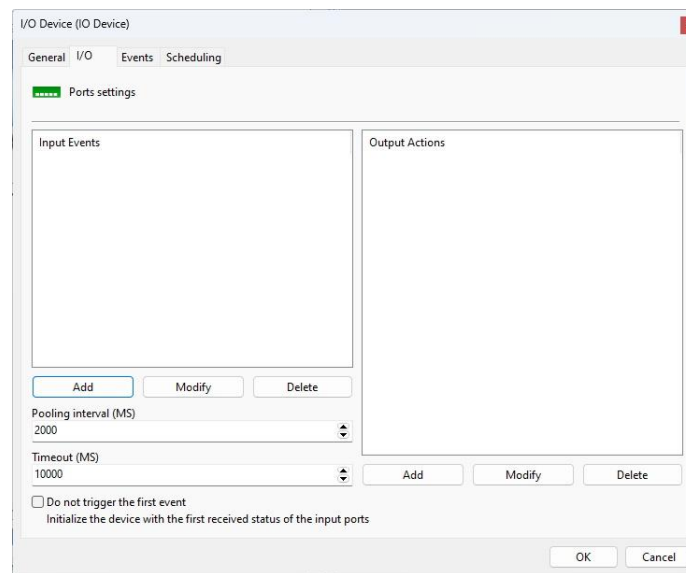 I/O Device (IO Device)
General I/O Events Scheduling
Ports settings
Input Events
Output Actions
Add Modify Delete
Pooling interval (MS)
2000
Timeout (MS)
10000
Add Modify Delete
Do not trigger the first event
Initialize the device with the first received status of the input ports
OK Cancel